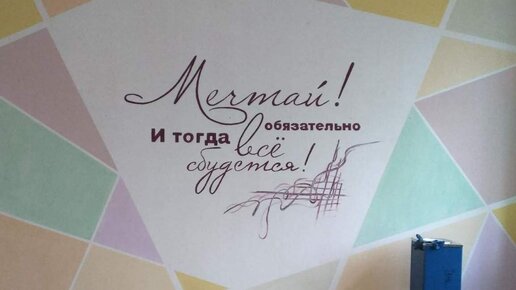 Мечтай!
И тогда обязательно
всё
сбудется!